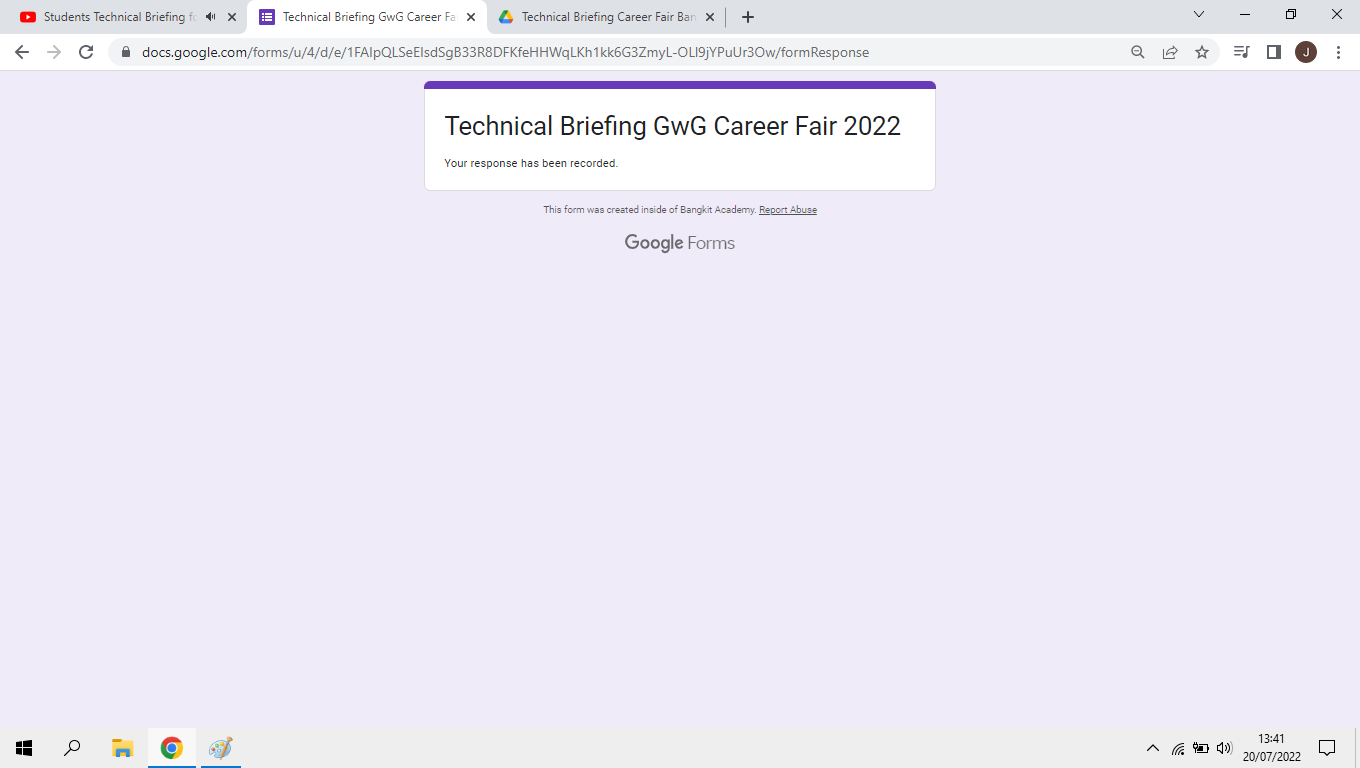 Students Technical Briefing fo
Technical Briefing GwG Career Fa
Technical Briefing Career Fair Ban
docs.google.com/forms/u/4/d/e/1FAIpQLSeEIsdSgB33R8DFKfeHHWqLKh1kk6G3ZmyL-OLI9jYPuUr3Ow/formResponse
J
Technical Briefing GwG Career Fair 2022
Your response has been recorded.
This form was created inside of Bangkit Academy. Report Abuse
Google Forms
13:41
20/07/2022